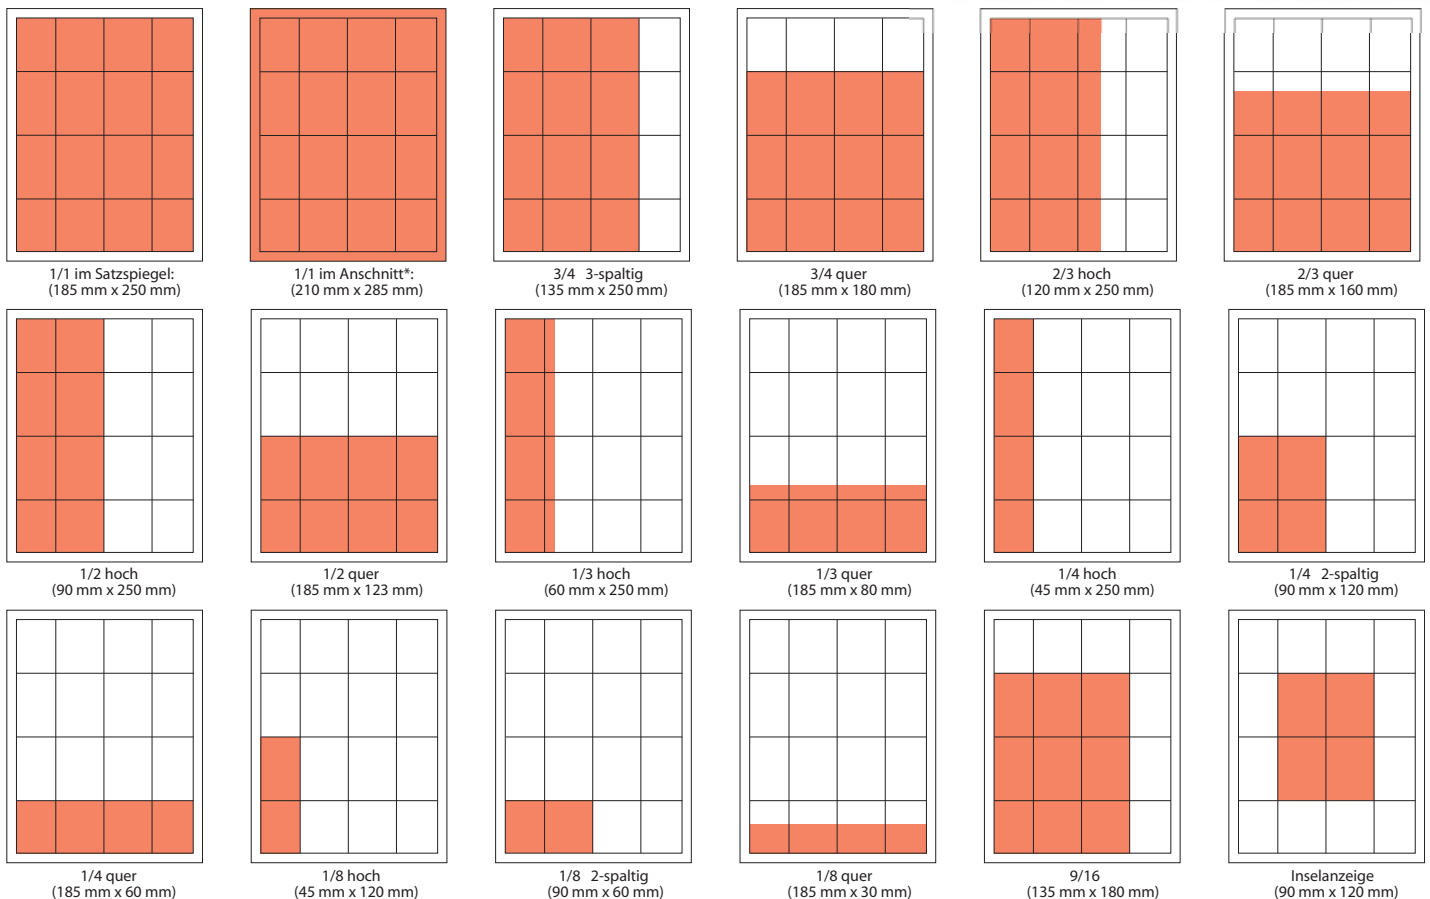 1/1 im Satzspiegel:
(185 mm x 250 mm)
1/1 im Anschnitt*:
(210 mm x 285 mm)
3/4 3-spaltig
(135 mm x 250 mm)
3/4 quer
(185 mm x 180 mm)
2/3 hoch
(120 mm x 250 mm)
2/3 quer
(185 mm x 160 mm)
1/2 hoch
(90 mm x 250 mm)
1/2 quer
(185 mm x 123 mm)
1/3 hoch
(60 mm x 250 mm)
1/3 quer
(185 mm x 80 mm)
1/4 hoch
(45 mm x 250 mm)
1/4 2-spaltig
(90 mm x 120 mm)
1/4 quer
(185 mm x 60 mm)
1/8 hoch
(45 mm x 120 mm)
1/8 2-spaltig
(90 mm x 60 mm)
1/8 quer
(185 mm x 30 mm)
9/16
(135 mm x 180 mm)
Inselanzeige
(90 mm x 120 mm)